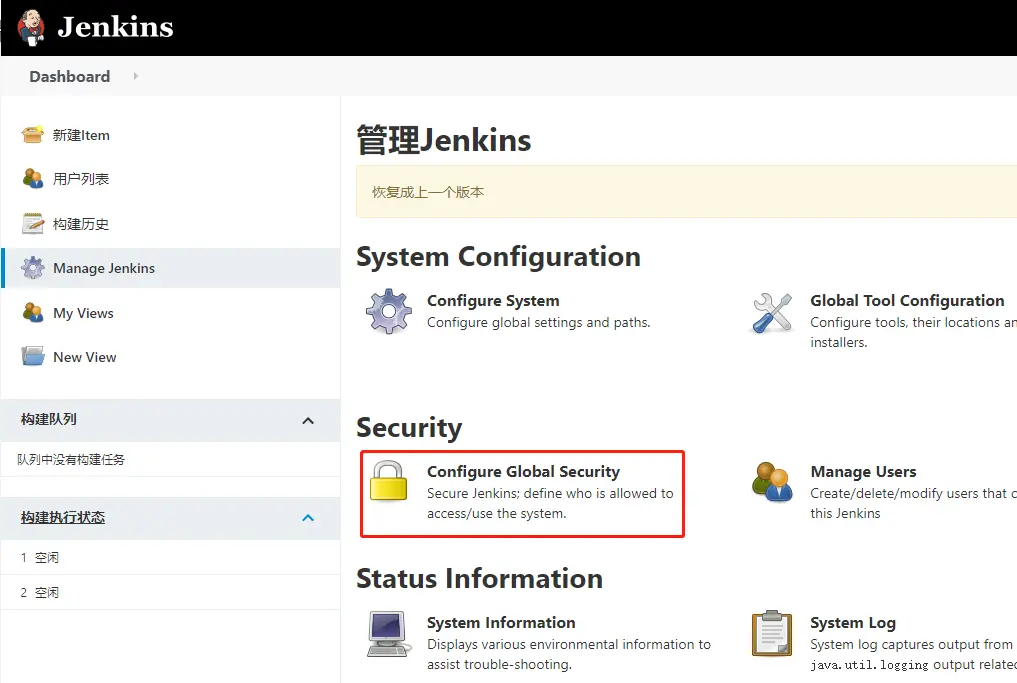 Jenkins
Dashboard
新建Item
用户列表
构建历史
Manage Jenkins
My Views
New View
构建队列
队列中没有构建任务
构建执行状态
1 空闲
2 空闲
管理Jenkins
恢复成上一个版本
System Configuration
Configure System
Configure global settings and paths.
Global Tool Configuration
Configure tools, their locations an
installers.
Security
Configure Global Security
Secure Jenkins; define who is allowed to
access/use the system.
Manage Users
Create/delete/modify users that c
this Jenkins
Status Information
System Information
Displays various environmental information to
assist trouble-shooting.
System Log
System log captures output from
java.util.logging output relate